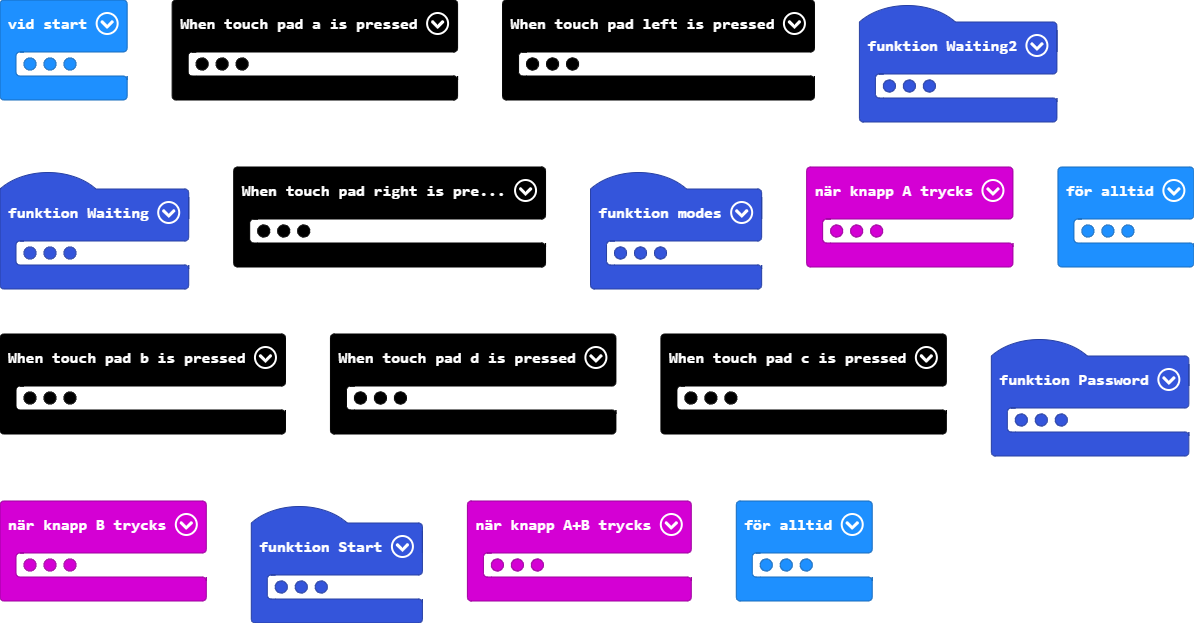 vid start
When touch pad a is pressed
When touch pad left is pressed
funktion Waiting2
funktion Waiting
When touch pad right is pre...
funktion modes
när knapp A trycks
för alltid
When touch pad b is pressed
When touch pad d is pressed
When touch pad c is pressed
funktion Password
när knapp B trycks
funktion Start
när knapp A+B trycks
för alltid